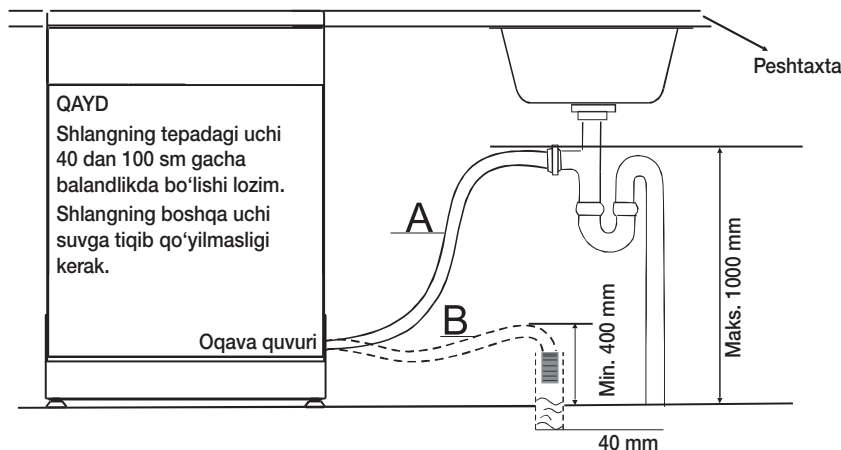 Peshtaxta
QAYD
Shlangning tepadagi uchi
40 dan 100 sm gacha
balandlikda bo‘lishi lozim.
Shlangning boshqa uchi
suvga tiqib qo‘yilmasligi
kerak.
Oqava quvuri
A
B
Min. 400 mm
Maks. 1000 mm
40 mm